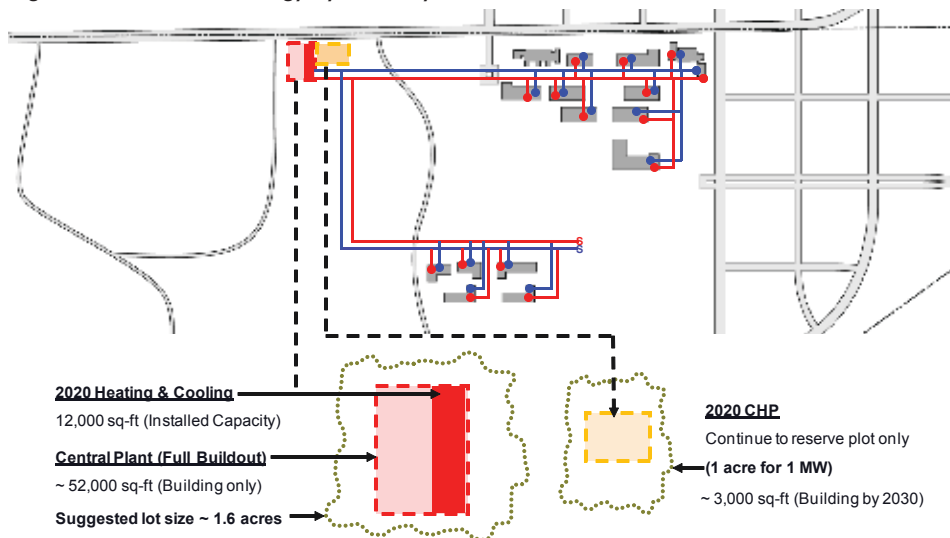 2020 Heating & Cooling
12,000 sq-ft (Installed Capacity)
Central Plant (Full Buildout)
~ 52,000 sq-ft (Building only)
Suggested lot size ~ 1.6 acres
2020 CHP
Continue to reserve plot only
(1 acre for 1 MW)
~ 3,000 sq-ft (Building by 2030)